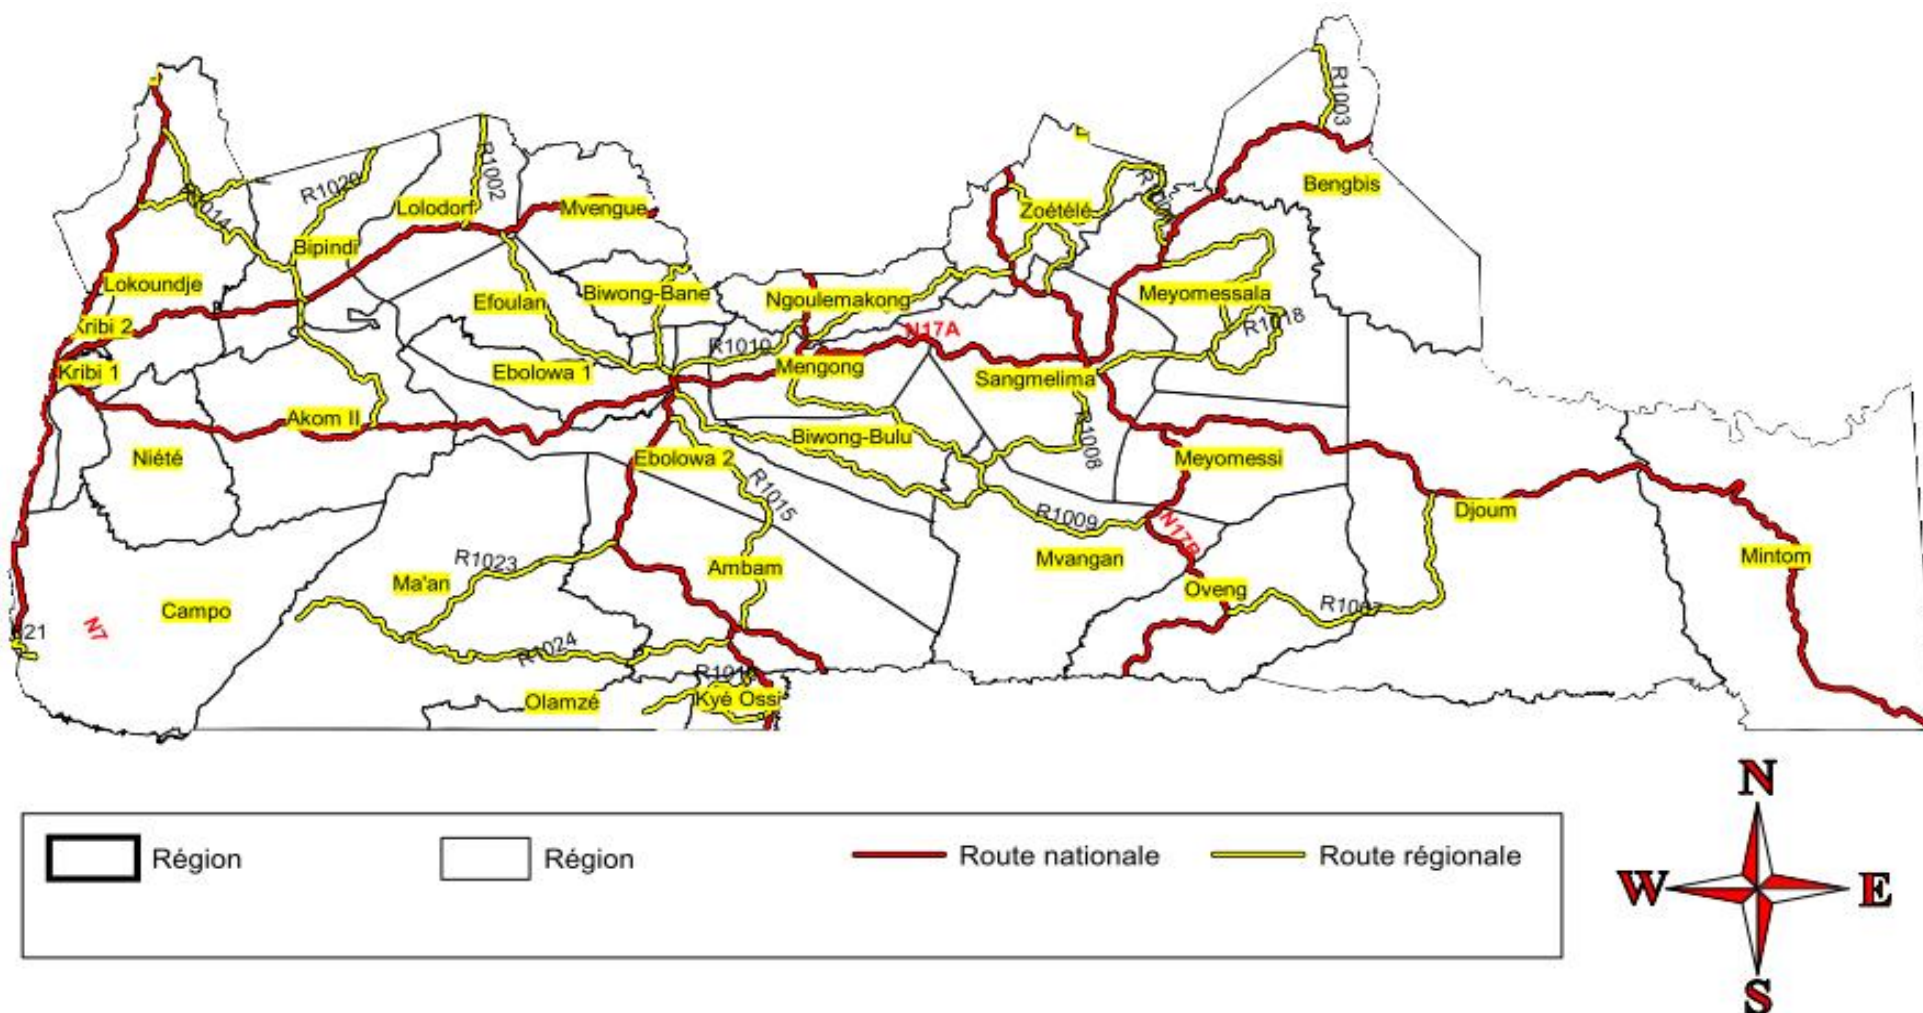 R1003
Bengbis
R1029
R1002
Lolodorf
Mvengue
Zoétélé
Bipindi
Lokoundje
Efoulan
Biwong-Bane
Ngoulemakong
Meyomessala
Kribi 2
N17A
R1018
R1019
Kribi 1
Ebolowa 1
Mengong
Sangmelima
Akom II
R1008
Biwong-Bulu
Niété
Ebolowa 2
Meyomessi
R1015
R1009
Djoum
N17B
R1023
Mvangan
Mintom
Ma'an
Ambam
Oveng
Campo
N7
R1024
Olamzé
Kyé Ossi
Région
Région
Route nationale
Route régionale
N
W
E
S